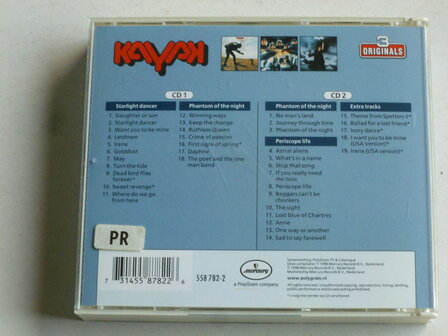 KAYAK
3
ORIGINALS
CD 1
Starlight dancer
1. Daughter or son
2. Starlight dancer
3. Want you to be mine
4. Letdown
5. Irene
6. Golddust
7. May
8. Turn the tide
9. Dead bird flies
forever*
10. Sweet revenge*
11. Where do we go
from here
Phantom of the night
12. Winning ways
13. Keep the change
14. Ruthless Queen
15. Crime of passion
16. First signs of spring*
17. Daphne
18. The poet and the one
man band*
CD 2
Phantom of the night
1. No man's land
2. Journey through time
3. Phantom of the night
Periscope life
4. Astral aliens
5. What's in a name
6. Stop that song
7. If you really need
me now
8. Periscope life
9. Beggars can't be
choosers
10. The sight
11. Lost blue of Chartres
12. Anne
13. One way or another
14. Sad to say farewell
Extra tracks
15. Theme from Spetters II*
16. Ballad for a lost friend*
17. Ivory dance*
18. I want you to be mine
(USA Version)*
19. Irene (USA version)*
PR
7 31455 87822 6
558 782-2
mercury
a PolyGram company
www.polygram.nl